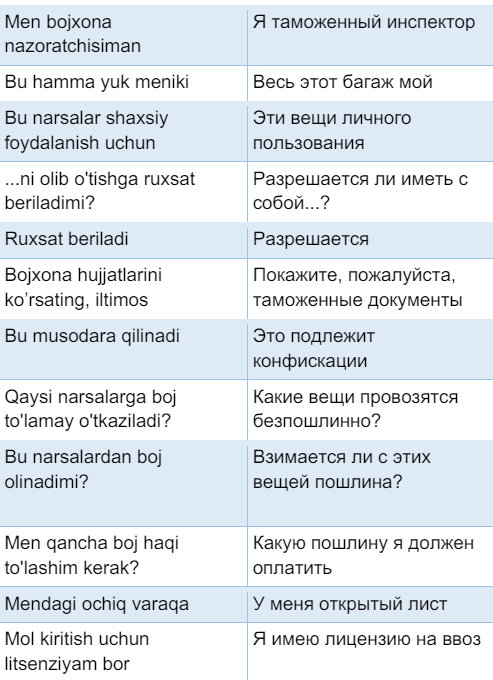 Men bojxona
nazoratchisiman
Я таможенный инспектор
Bu hamma yuk meniki
Весь этот багаж мой
Bu narsalar shaxsiy
foydalanish uchun
Эти вещи личного
пользования
...ni olib o'tishga ruxsat
beriladimi?
Разрешается ли иметь с
собой...?
Ruxsat beriladi
Разрешается
Bojxona hujjatlarini
ko’rsating, iltimos
Покажите, пожалуйста,
таможенные документы
Bu musodara qilinadi
Это подлежит
конфискации
Qaysi narsalarga boj
to'lamay o'tkaziladi?
Какие вещи провозятся
безпошлинно?
Bu narsalardan boj
olinadimi?
Взимается ли с этих
вещей пошлина?
Men qancha boj haqi
to'lashim kerak?
Какую пошлину я должен
оплатить
Mendagi ochiq varaqa
У меня открытый лист
Mol kiritish uchun
litsenziyam bor
Я имею лицензию на ввоз